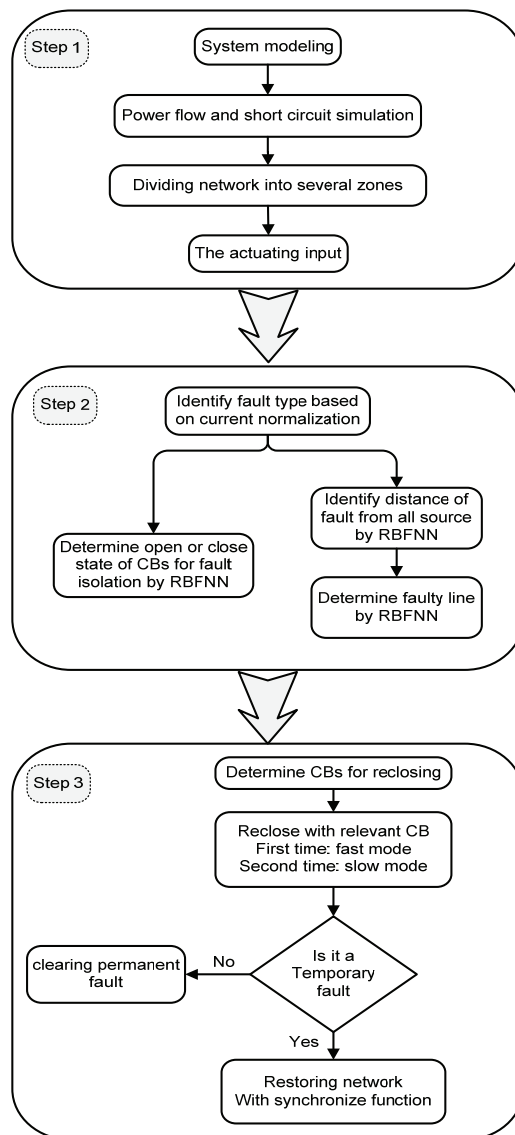 Step 1
System modeling
Power flow and short circuit simulation
Dividing network into several zones
The actuating input
Step 2
Identify fault type based
on current normalization
Determine open or close
state of CBs for fault
isolation by RBFNN
Identify distance of
fault from all source
by RBFNN
Determine faulty line
by RBFNN
Step 3
Determine CBs for reclosing
Reclose with relevant CB
First time: fast mode
Second time: slow mode
Is it a
Temporary
fault
No
clearing permanent
fault
Yes
Restoring network
With synchronize function